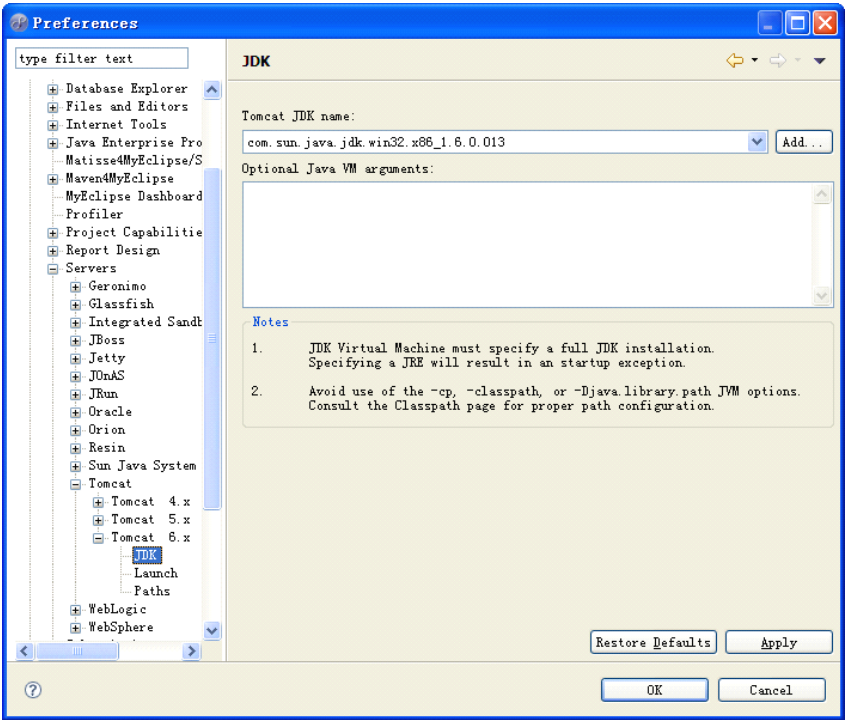 Preferences
type filter text
Database Explorer
Files and Editors
Internet Tools
Java Enterprise Pro
Matisse4MyEclipse/S
Maven4MyEclipse
MyEclipse Dashboard
Profiler
Project Capabilitie
Report Design
Servers
Geronimo
Glassfish
Integrated Sandb
JBoss
Jetty
JOnAS
JRun
Oracle
Orion
Resin
Sun Java System
Tomcat
Tomcat 4.x
Tomcat 5.x
Tomcat 6.x
JDK
Launch
Paths
WebLogic
WebSphere
JDK
Tomcat JDK name:
com.sun.java.jdk.win32.x86_1.6.0.013
Add...
Optional Java VM arguments:
Notes
1. JDK Virtual Machine must specify a full JDK installation.
Specifying a JRE will result in an startup exception.
2. Avoid use of the -cp, -classpath, or -Djava.library.path JVM options.
Consult the Classpath page for proper path configuration.
Restore Defaults
Apply
OK
Cancel